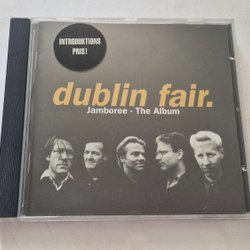 INTRODUKTIONS
PRIS!
dublin fair.
Jamboree - The Album